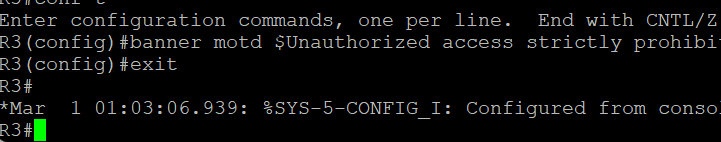 R3#conf t
Enter configuration commands, one per line.  End with CNTL/Z
R3(config)#banner motd $Unauthorized access strictly prohibi
R3(config)#exit
R3#
*Mar  1 01:03:06.939: %SYS-5-CONFIG_I: Configured from conso
R3#